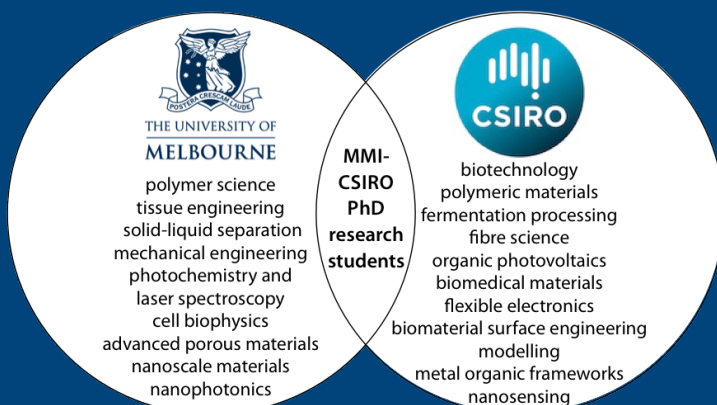 POSTERA CRESCAM LAUDE
THE UNIVERSITY OF
MELBOURNE
polymer science
tissue engineering
solid-liquid separation
mechanical engineering
photochemistry and
laser spectroscopy
cell biophysics
advanced porous materials
nanoscale materials
nanophotonics
MMI-
CSIRO
PhD
research
students
CSIRO
biotechnology
polymeric materials
fermentation processing
fibre science
organic photovoltaics
biomedical materials
flexible electronics
biomaterial surface engineering
modelling
metal organic frameworks
nanosensing